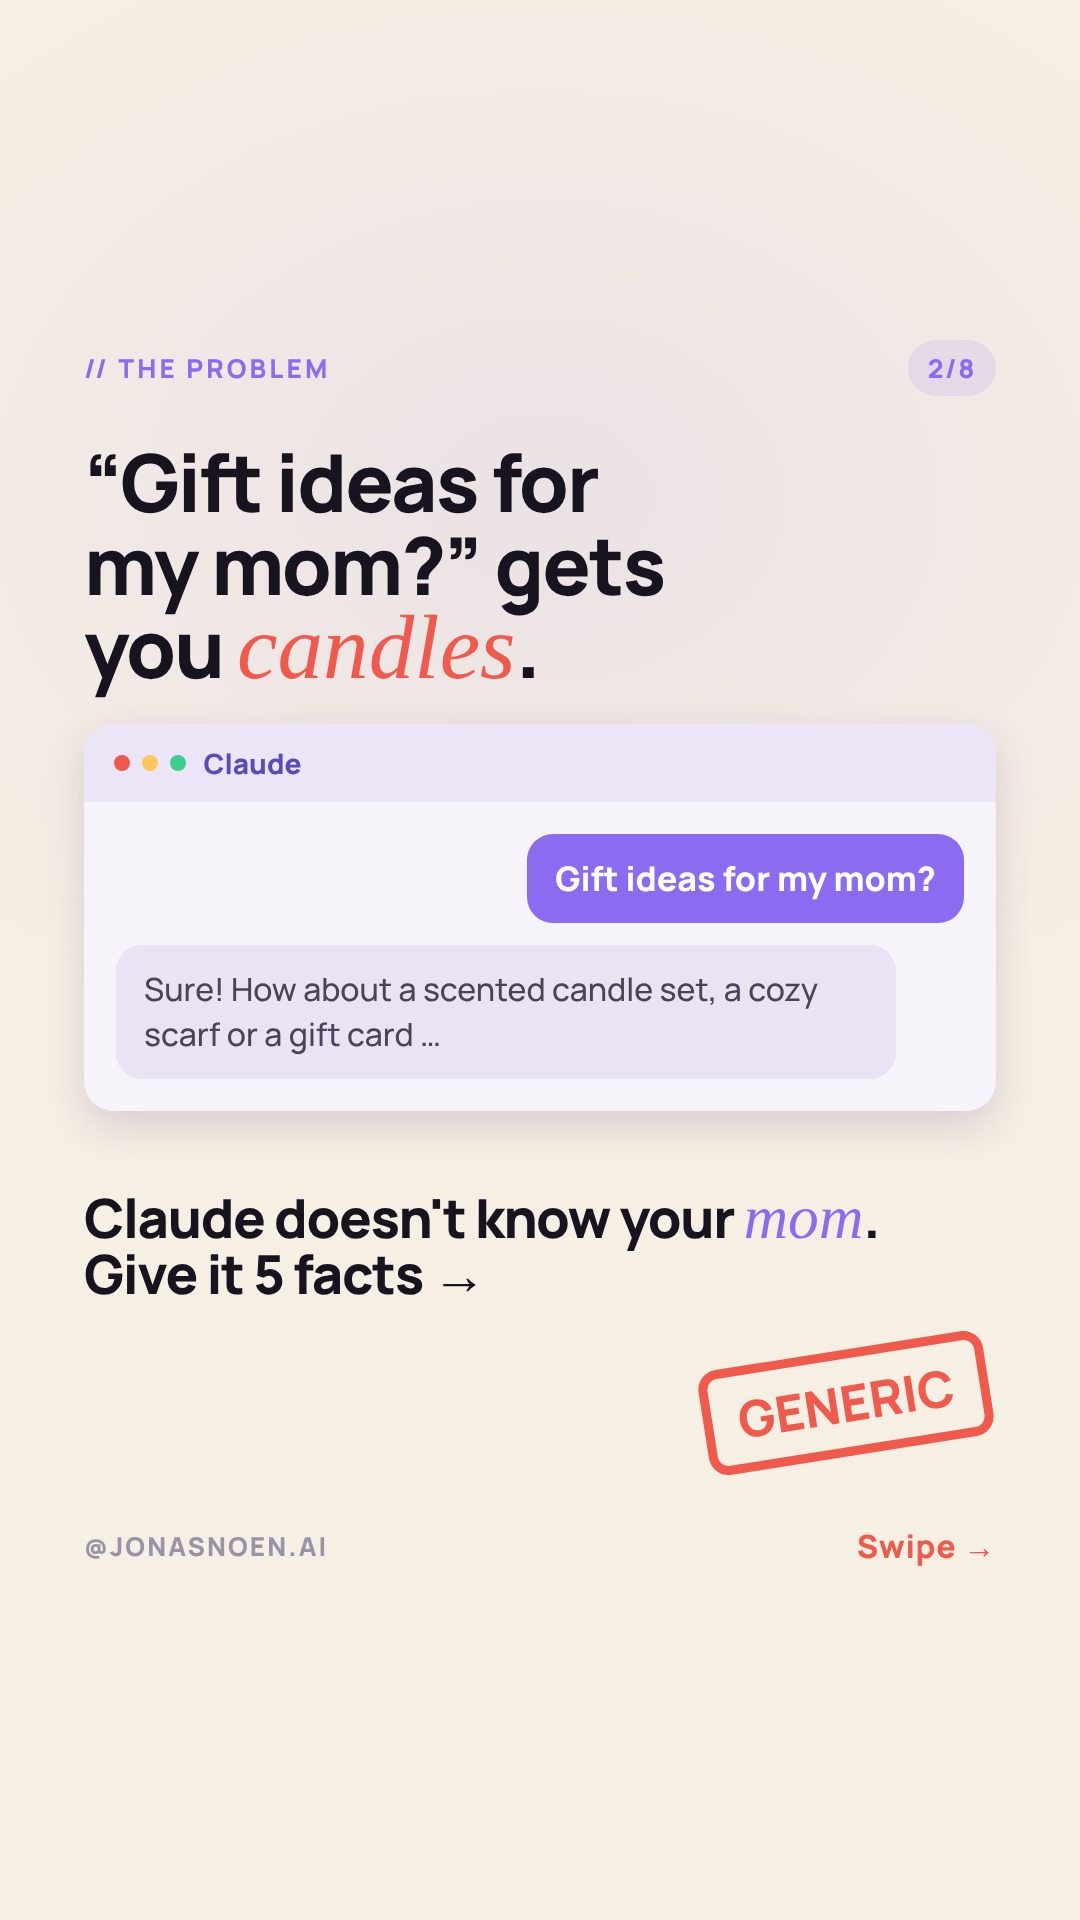 // THE PROBLEM
2/8
“Gift ideas for
my mom?” gets
you candles.
Claude
Gift ideas for my mom?
Sure! How about a scented candle set, a cozy
scarf or a gift card ...
Claude doesn't know your mom.
Give it 5 facts →
GENERIC
@JONASNOEN.AI
Swipe →